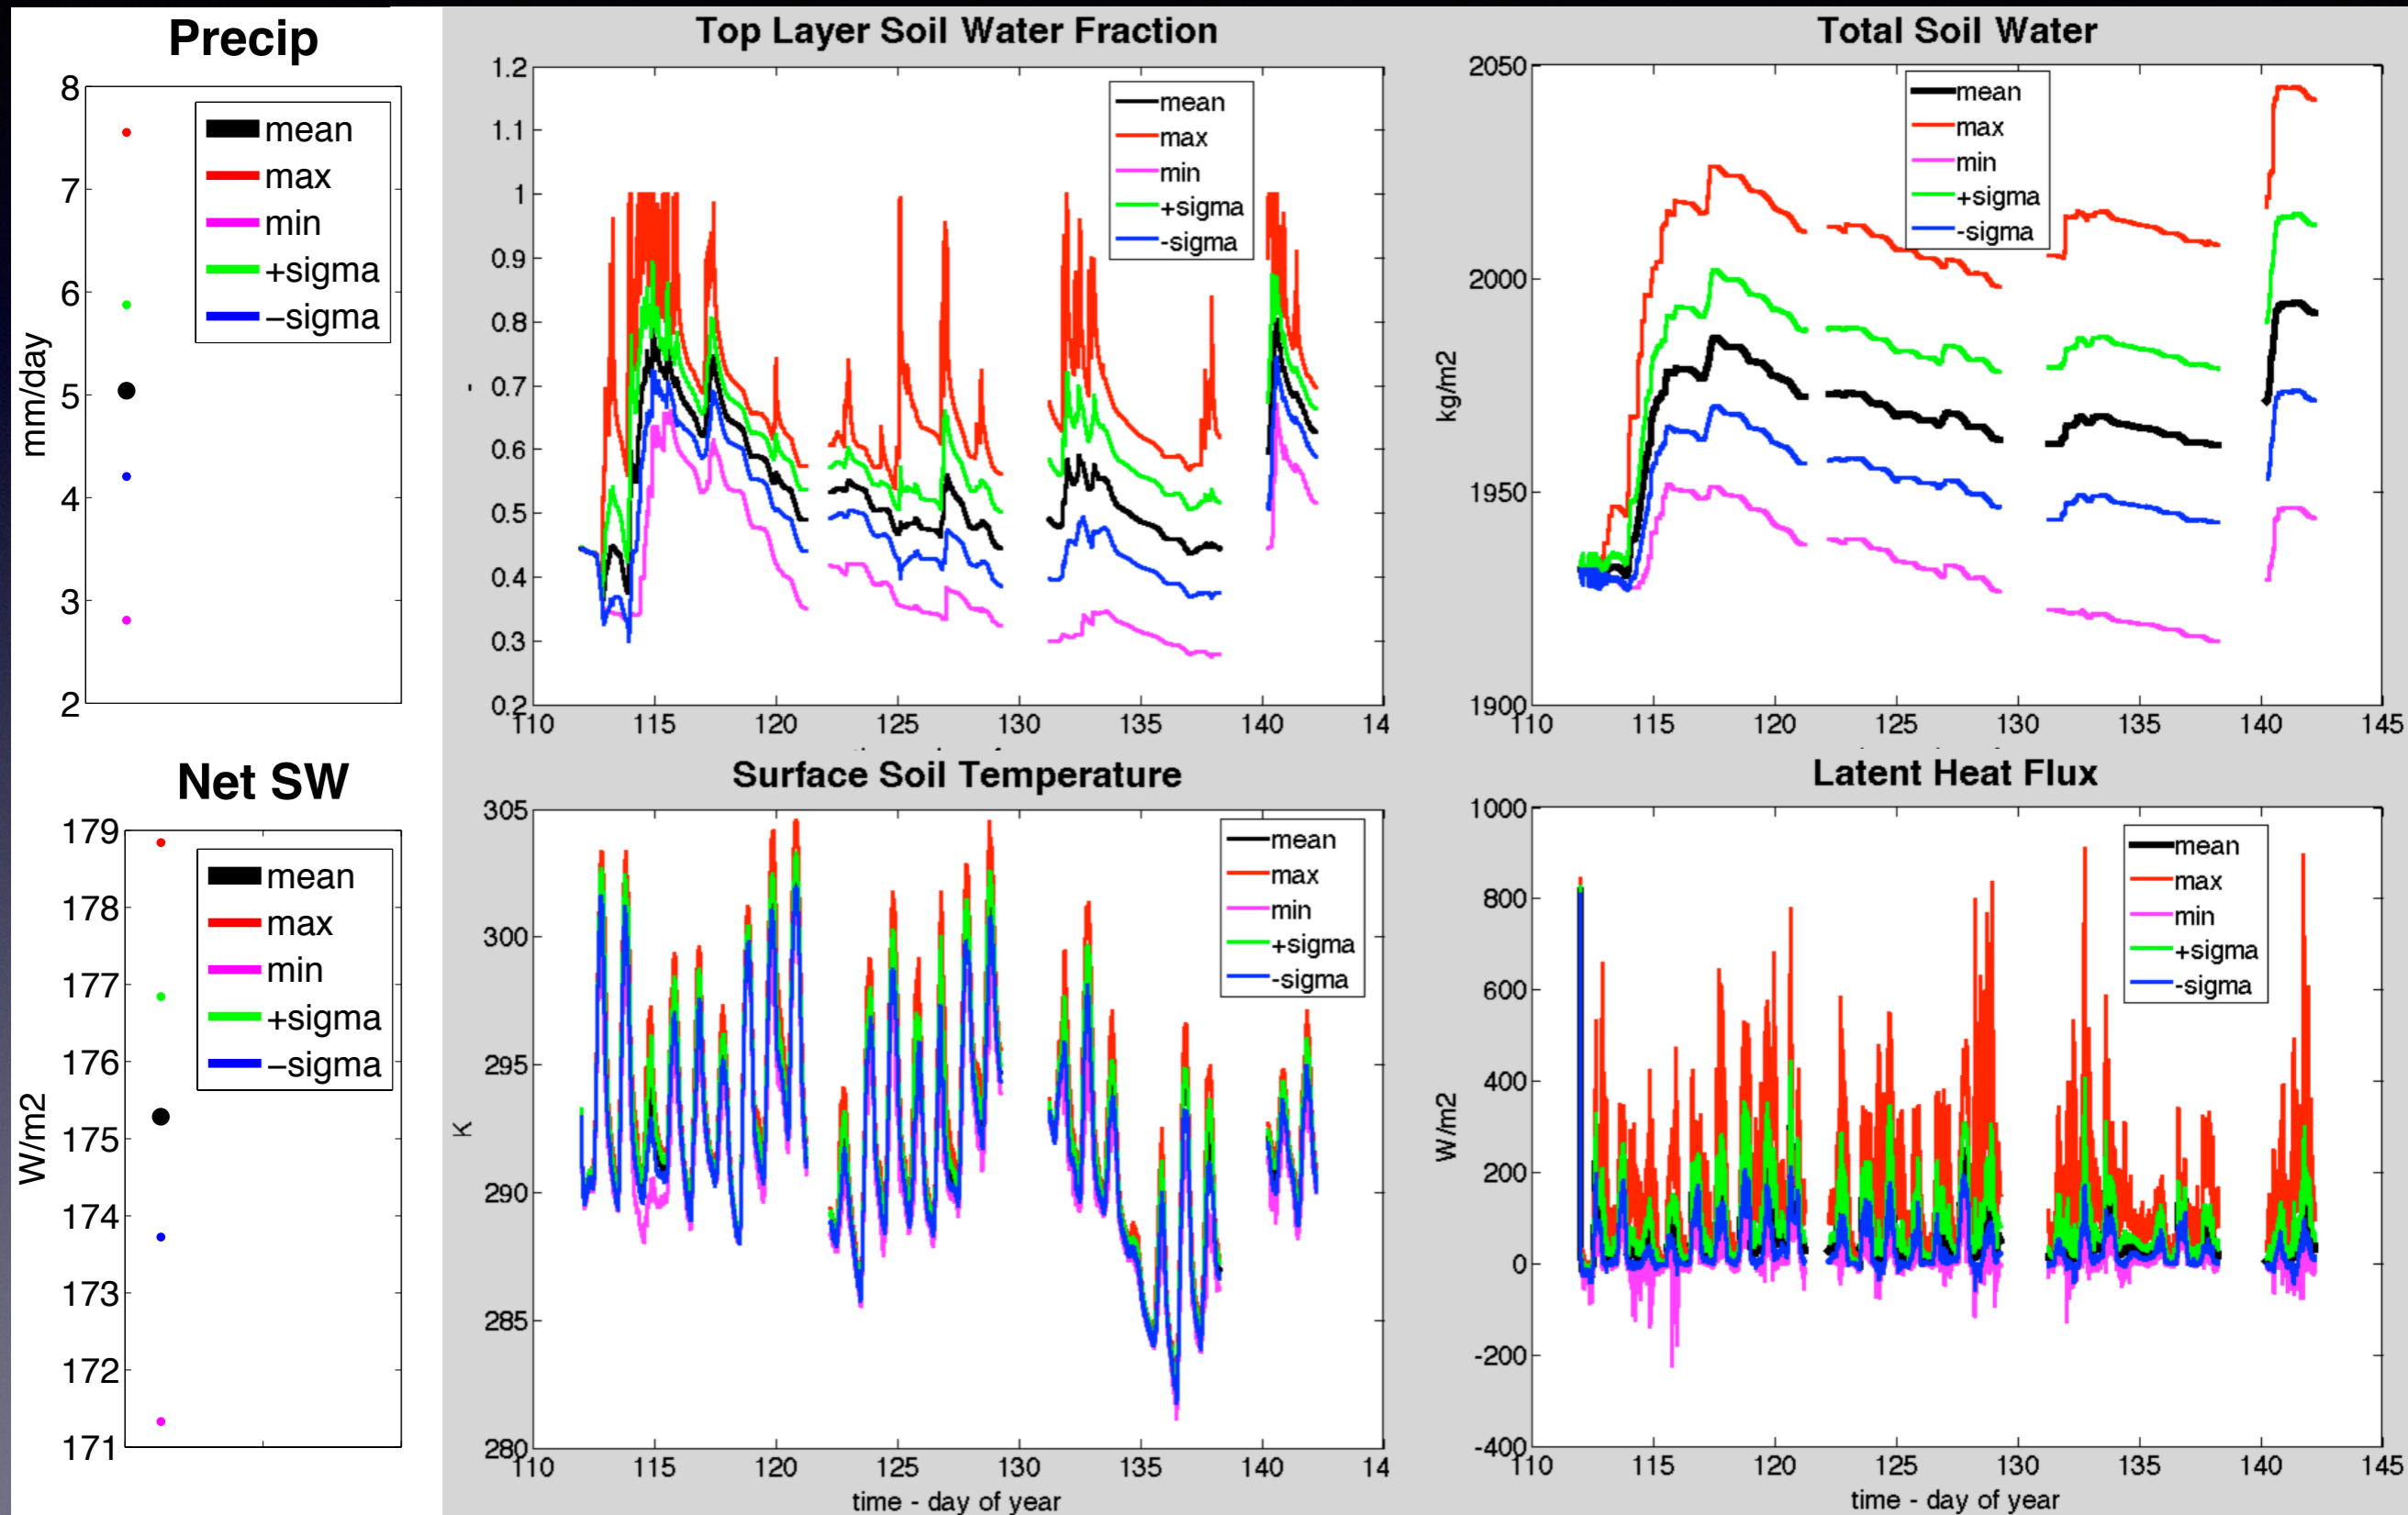 Precip
8
7
6
5
4
3
2
mm/day
mean
max
min
+sigma
−sigma
Top Layer Soil Water Fraction
1.2
1.1
1
0.9
0.8
0.7
0.6
0.5
0.4
0.3
0.2
-
mean
max
min
+sigma
-sigma
110 115 120 125 130 135 140 14
Total Soil Water
2050
2000
1950
1900
kg/m2
mean
max
min
+sigma
-sigma
110 115 120 125 130 135 140 145
Net SW
179
178
177
176
175
174
173
172
171
W/m2
mean
max
min
+sigma
−sigma
Surface Soil Temperature
305
300
295
290
285
280
K
mean
max
min
+sigma
-sigma
110 115 120 125 130 135 140 14
time - day of year
Latent Heat Flux
1000
800
600
400
200
0
-200
-400
W/m2
mean
max
min
+sigma
-sigma
110 115 120 125 130 135 140 145
time - day of year